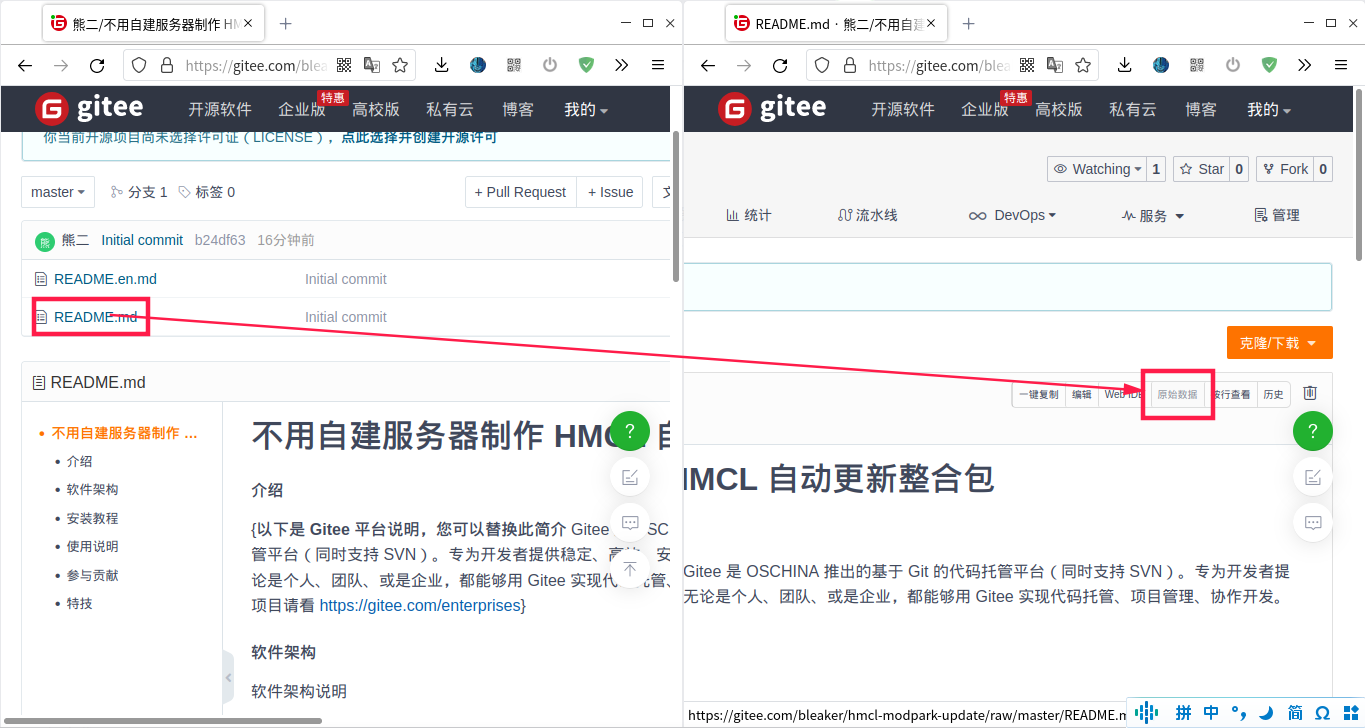 熊二/不用自建服务器制作 HM
https://gitee.com/blea
gitee
开源软件
企业版
特惠
高校版
私有云
博客
我的
你当前开源项目尚未选择许可证（LICENSE），点此选择并创建开源许可
master
分支 1
标签 0
+ Pull Request
+ Issue
文
熊
熊二
Initial commit
b24df63
16分钟前
README.en.md
Initial commit
README.md
Initial commit
README.md
不用自建服务器制作 ...
介绍
软件架构
安装教程
使用说明
参与贡献
特技
不用自建服务器制作 HMCL 自
介绍
{以下是 Gitee 平台说明，您可以替换此简介 Gitee
管平台（同时支持 SVN）。专为开发者提供稳定、高效、安
论是个人、团队、或是企业，都能够用 Gitee 实现代码托管、
项目请看 https://gitee.com/enterprises}
软件架构
软件架构说明
README.md · 熊二/不用自建
https://gitee.com/blea
gitee
开源软件
企业版
特惠
高校版
私有云
博客
我的
Watching
1
Star
0
Fork
0
统计
流水线
DevOps
服务
管理
克隆/下载
一键复制
编辑
Web IDE
原始数据
按行查看
历史
HMCL 自动更新整合包
Gitee 是 OSCHINA 推出的基于 Git 的代码托管平台（同时支持 SVN）。专为开发者提
无论是个人、团队、或是企业，都能够用 Gitee 实现代码托管、项目管理、协作开发。
https://gitee.com/bleaker/hmcl-modpark-update/raw/master/README.m
拼
中
简